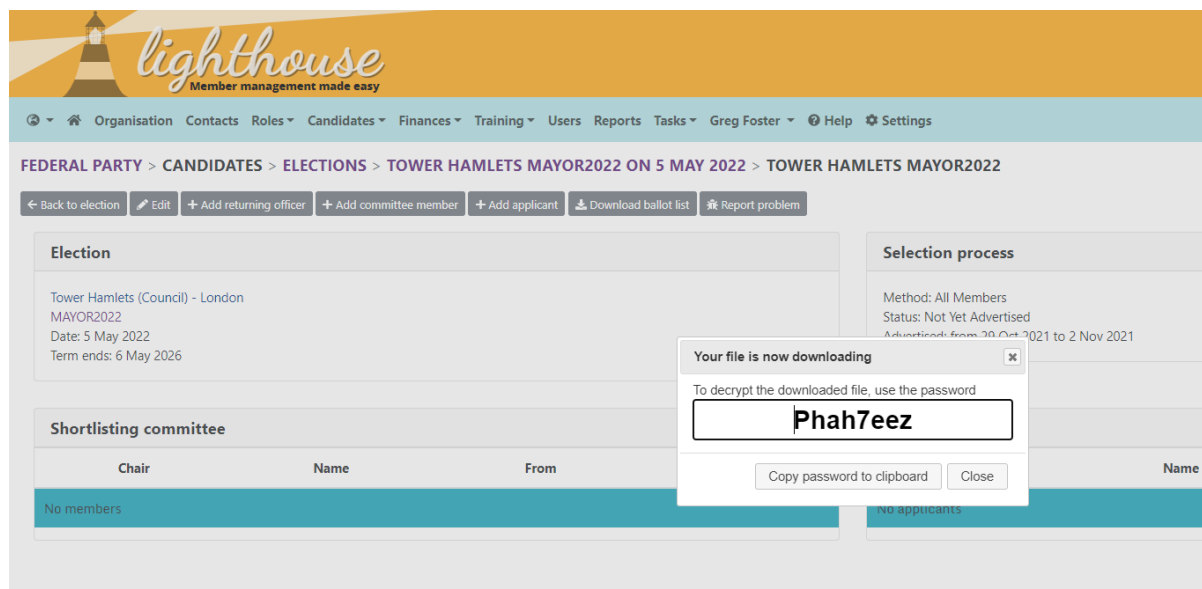 lighthouse
Member management made easy
Organisation Contacts Roles Candidates Finances Training Users Reports Tasks Greg Foster Help Settings
FEDERAL PARTY > CANDIDATES > ELECTIONS > TOWER HAMLETS MAYOR2022 ON 5 MAY 2022 > TOWER HAMLETS MAYOR2022
Back to election Edit Add returning officer Add committee member Add applicant Download ballot list Report problem
Election
Tower Hamlets (Council) - London
MAYOR2022
Date: 5 May 2022
Term ends: 6 May 2026
Selection process
Method: All Members
Status: Not Yet Advertised
Advertised: from 29 Oct 2021 to 2 Nov 2021
Your file is now downloading
To decrypt the downloaded file, use the password
Phah7eez
Copy password to clipboard Close
Shortlisting committee
Chair Name From
No members
Name
No applicants